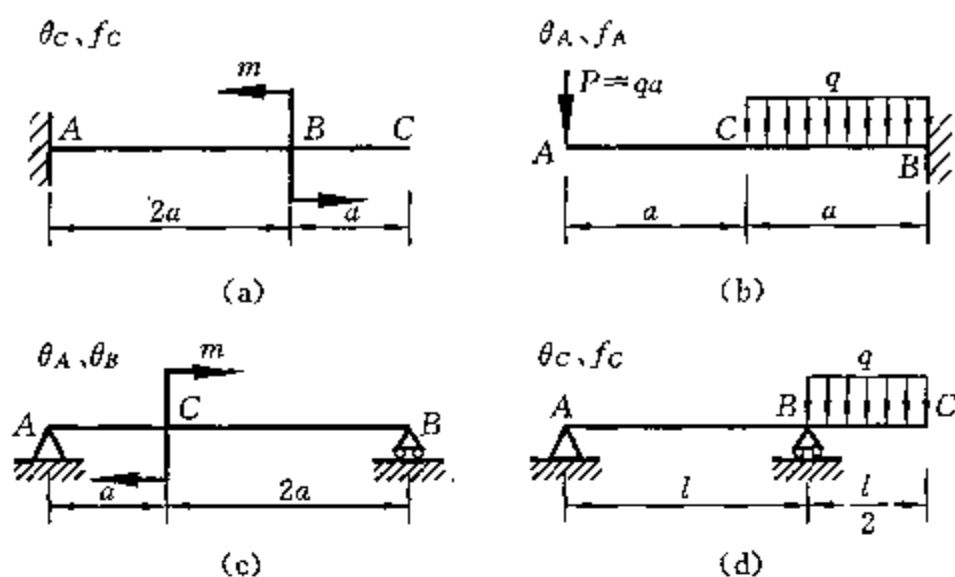 θC、fC
m
A B C
2a a
(a)
θA、fA
P=qa q
A C B
a a
(b)
θA、θB
m
A C B
a 2a
(c)
θC、fC
q
A B C
l l/2
(d)